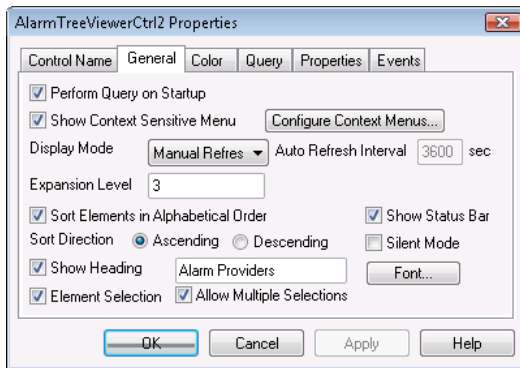 AlarmTreeViewerCtrl2 Properties
Control Name General Color Query Properties Events
Perform Query on Startup
Show Context Sensitive Menu Configure Context Menus...
Display Mode Manual Refres Auto Refresh Interval 3600 sec
Expansion Level 3
Sort Elements in Alphabetical Order Show Status Bar
Sort Direction Ascending Descending Silent Mode
Show Heading Alarm Providers Font...
Element Selection Allow Multiple Selections
OK Cancel Apply Help